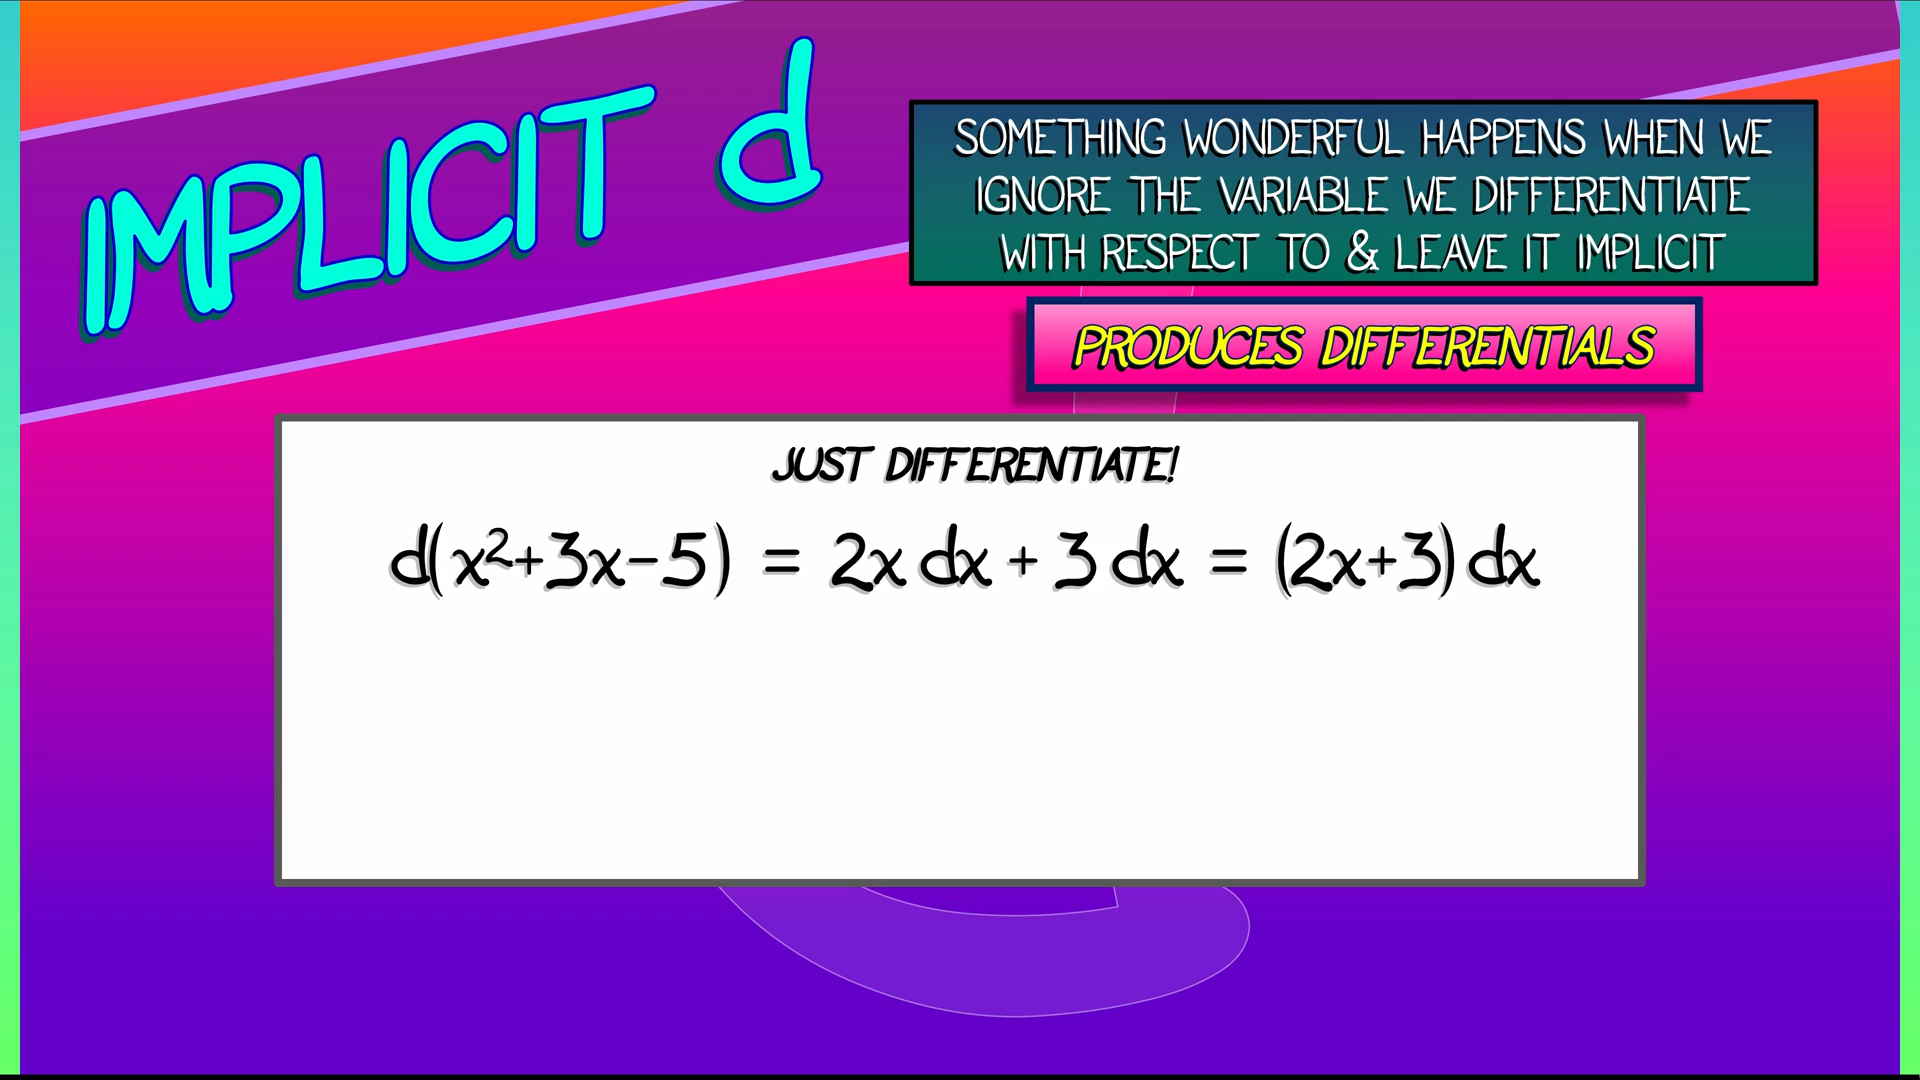 IMPLICIT d
SOMETHING WONDERFUL HAPPENS WHEN WE
IGNORE THE VARIABLE WE DIFFERENTIATE
WITH RESPECT TO & LEAVE IT IMPLICIT
PRODUCES DIFFERENTIALS
JUST DIFFERENTIATE!
d(x²+3x−5) = 2x dx + 3 dx = (2x+3) dx